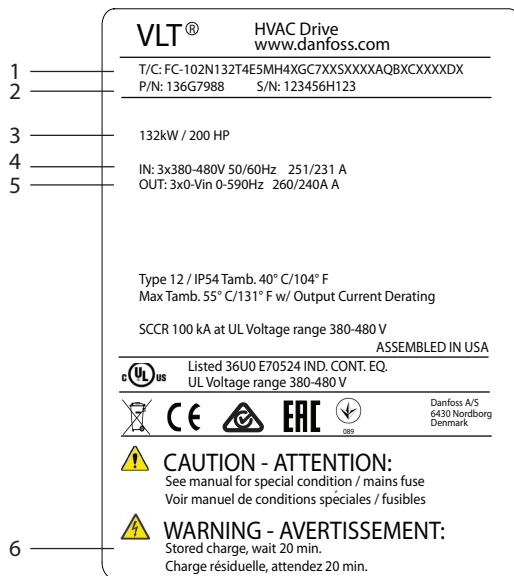 VLT® HVAC Drive
www.danfoss.com
1 T/C: FC-102N132T4E5MH4XGC7XXSXXXXAQBXCXXXXDX
2 P/N: 136G7988 S/N: 123456H123
3 132kW / 200 HP
4 IN: 3x380-480V 50/60Hz 251/231 A
5 OUT: 3x0-Vin 0-590Hz 260/240A A
Type 12 / IP54 Tamb. 40° C/104° F
Max Tamb. 55° C/131° F w/ Output Current Derating
SCCR 100 kA at UL Voltage range 380-480 V
ASSEMBLED IN USA
c UL us Listed 36U0 E70524 IND. CONT. EQ.
UL Voltage range 380-480 V
CE EAC 089
Danfoss A/S
6430 Nordborg
Denmark
CAUTION - ATTENTION:
See manual for special condition / mains fuse
Voir manuel de conditions spéciales / fusibles
WARNING - AVERTISSEMENT:
6 Stored charge, wait 20 min.
Charge résiduelle, attendez 20 min.